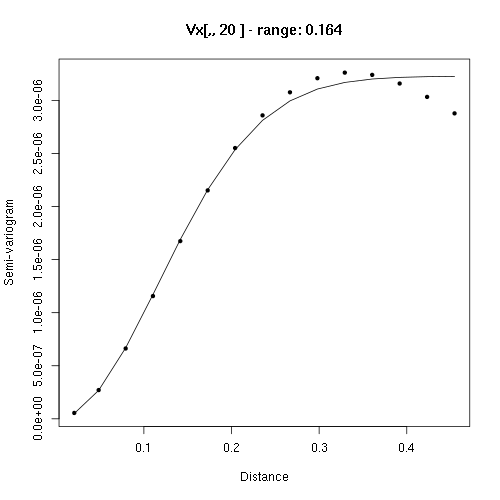 Vx[,, 20 ] - range: 0.164
Semi-variogram
3.0e-06
2.5e-06
2.0e-06
1.5e-06
1.0e-06
5.0e-07
0.0e+00
0.1 0.2 0.3 0.4
Distance